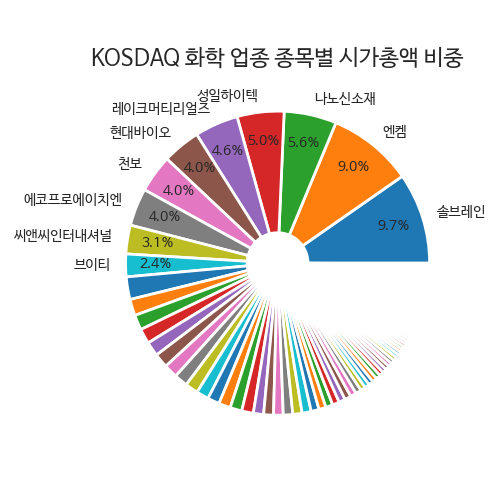 KOSDAQ 화학 업종 종목별 시가총액 비중
솔브레인
9.7%
엔켐
9.0%
나노신소재
5.6%
성일하이텍
5.0%
레이크머티리얼즈
4.6%
현대바이오
4.0%
천보
4.0%
에코프로에이치엔
4.0%
씨앤씨인터내셔널
3.1%
브이티
2.4%